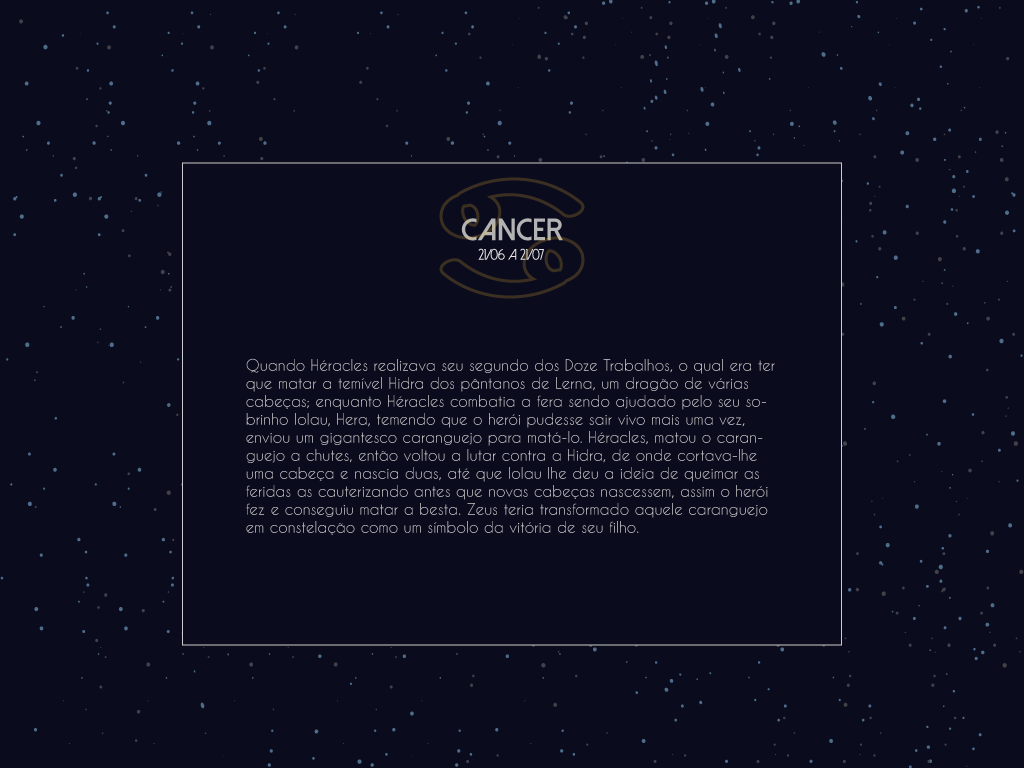 CANCER
21/06 A 21/07
Quando Héracles realizava seu segundo dos Doze Trabalhos, o qual era ter
que matar a temível Hidra dos pântanos de Lerna, um dragão de várias
cabeças; enquanto Héracles combatia a fera sendo ajudado pelo seu so-
brinho Iolau, Hera, temendo que o herói pudesse sair vivo mais uma vez,
enviou um gigantesco caranguejo para matá-lo. Héracles, matou o caran-
guejo a chutes, então voltou a lutar contra a Hidra, de onde cortava-lhe
uma cabeça e nascia duas, até que Iolau lhe deu a ideia de queimar as
feridas as cauterizando antes que novas cabeças nascessem, assim o herói
fez e conseguiu matar a besta. Zeus teria transformado aquele caranguejo
em constelação como um símbolo da vitória de seu filho.